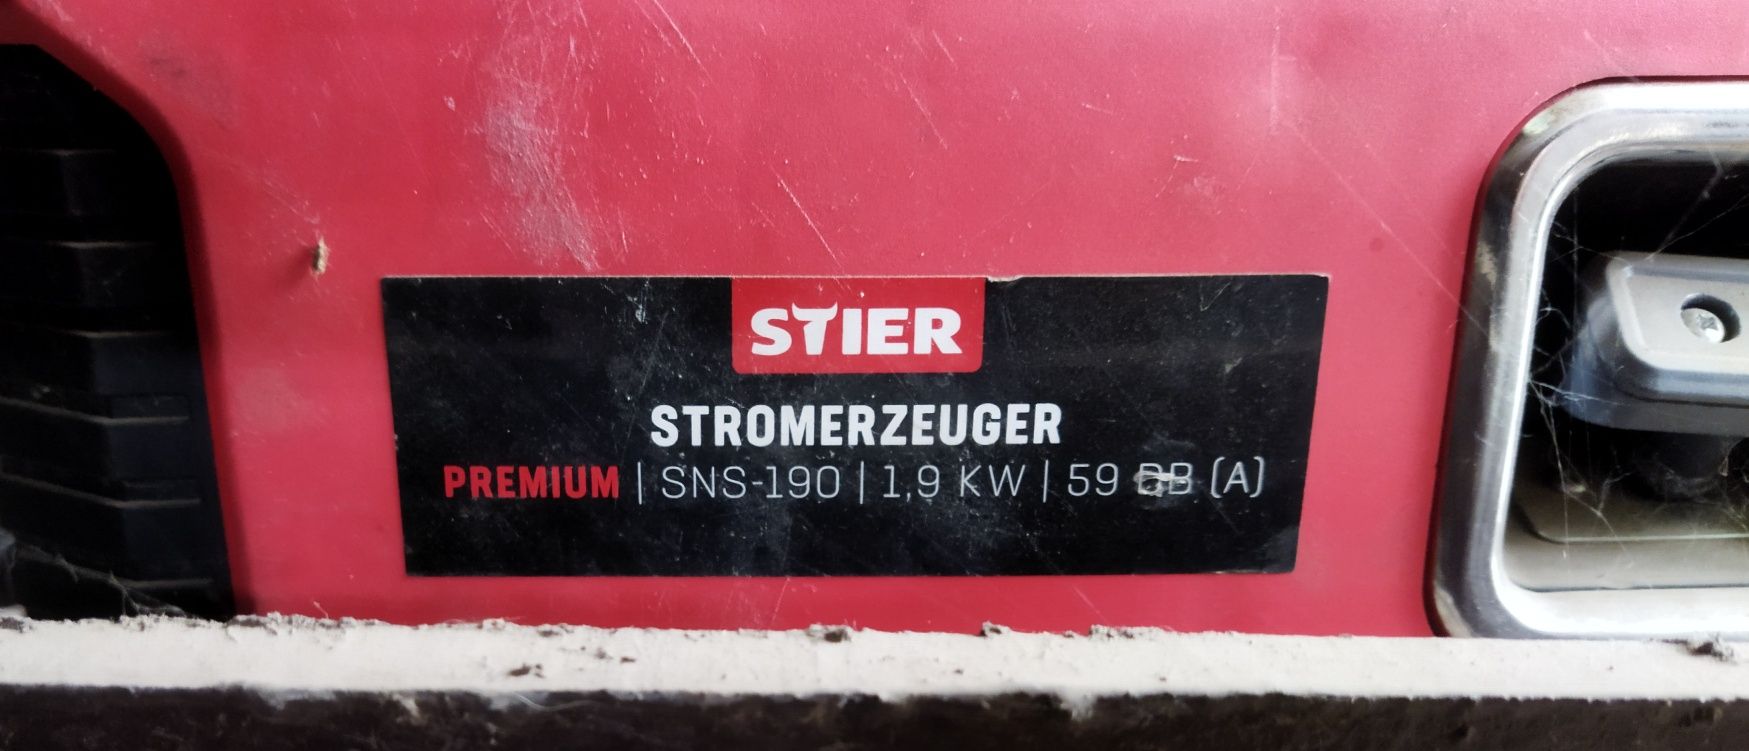 STIER
STROMERZEUGER
PREMIUM | SNS-190 | 1,9 KW | 59 DB (A)